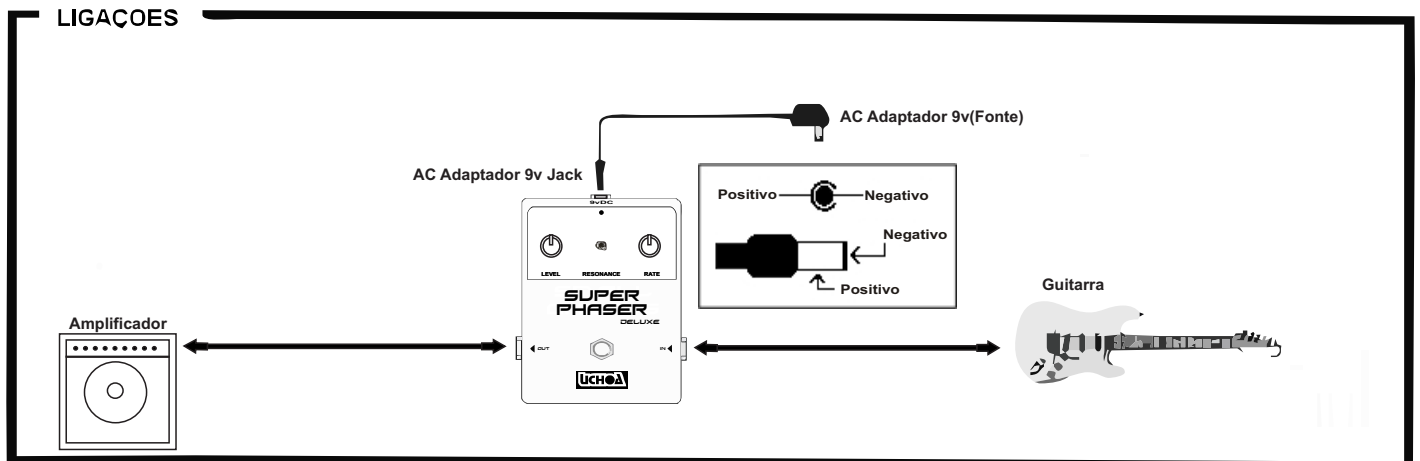 LIGAÇOES
AC Adaptador 9v(Fonte)
AC Adaptador 9v Jack
9vDC
Positivo
Negativo
Negativo
Positivo
LEVEL
RESONANCE
RATE
SUPER
PHASER
DELUXE
Guitarra
Amplificador
OUT
IN
UCHOA